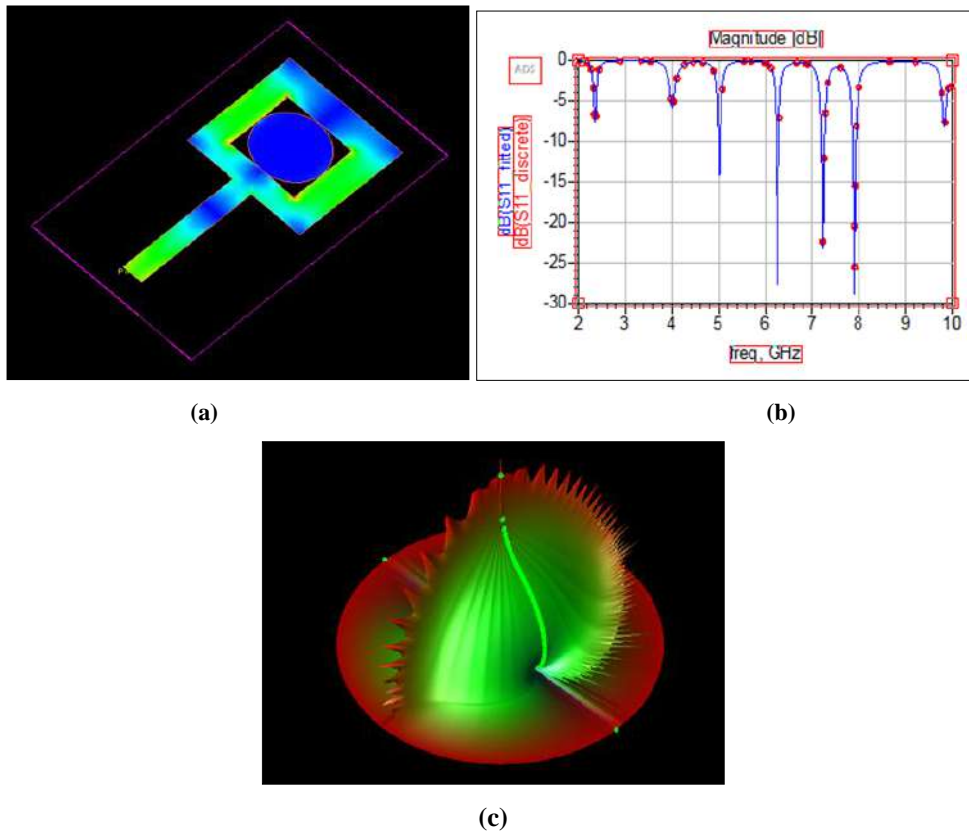 Magnitude [dB]
ADS
0
-5
-10
-15
-20
-25
-30
dB(S11_fitted)
dB(S11_discrete)
2 3 4 5 6 7 8 9 10
freq, GHz
(a)
(b)
(c)